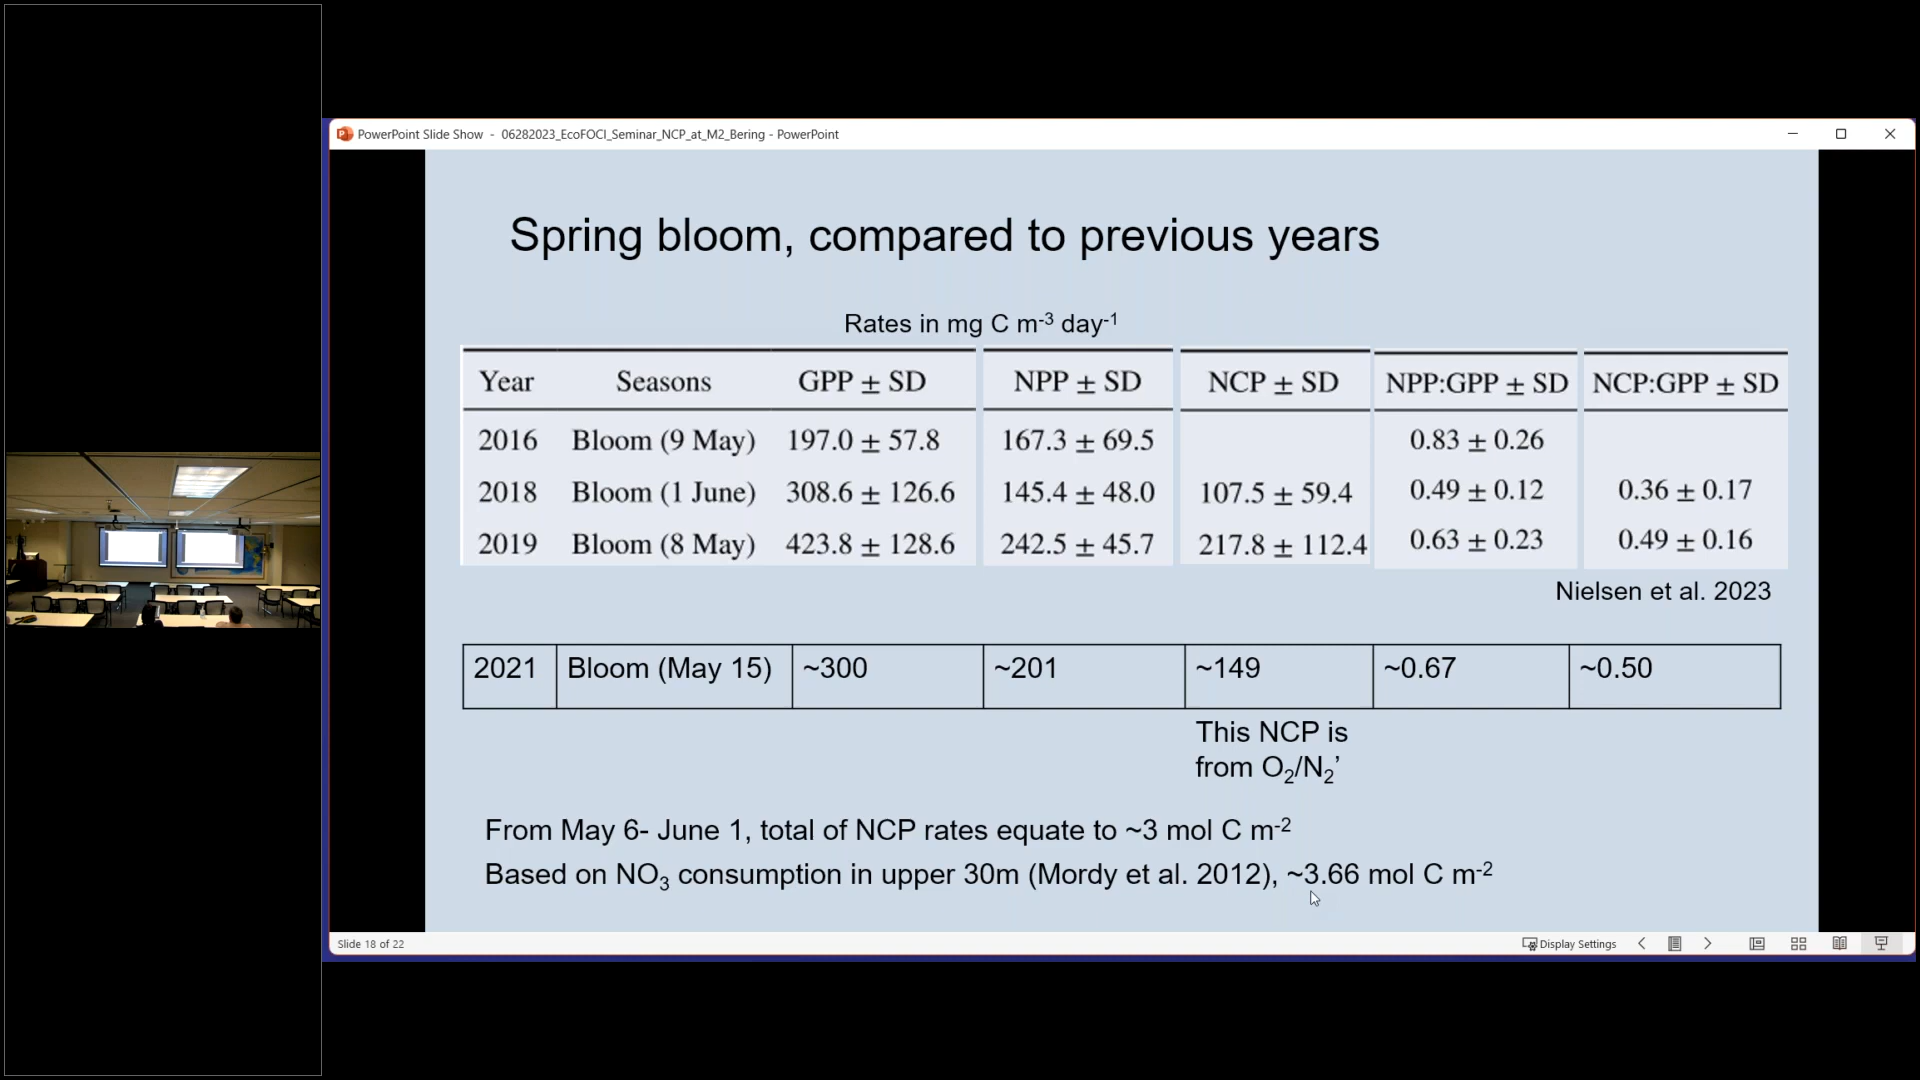 PowerPoint Slide Show - 06282023_EcoFOCI_Seminar_NCP_at_M2_Bering - PowerPoint
Spring bloom, compared to previous years
Rates in mg C m-3 day-1
Year Seasons GPP ± SD NPP ± SD NCP ± SD NPP:GPP ± SD NCP:GPP ± SD
2016 Bloom (9 May) 197.0 ± 57.8 167.3 ± 69.5 0.83 ± 0.26
2018 Bloom (1 June) 308.6 ± 126.6 145.4 ± 48.0 107.5 ± 59.4 0.49 ± 0.12 0.36 ± 0.17
2019 Bloom (8 May) 423.8 ± 128.6 242.5 ± 45.7 217.8 ± 112.4 0.63 ± 0.23 0.49 ± 0.16
Nielsen et al. 2023
2021 Bloom (May 15) ~300 ~201 ~149 ~0.67 ~0.50
This NCP is
from O2/N2’
From May 6- June 1, total of NCP rates equate to ~3 mol C m-2
Based on NO3 consumption in upper 30m (Mordy et al. 2012), ~3.66 mol C m-2
Slide 18 of 22 Display Settings